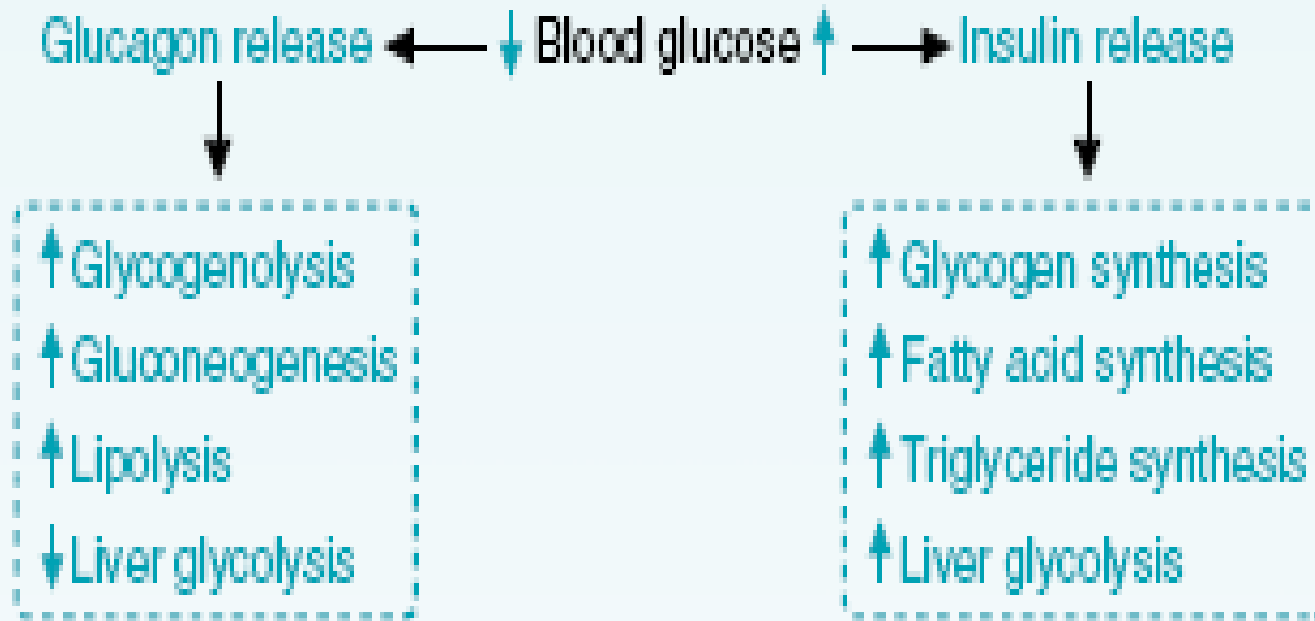 Glucagon release ← ↓ Blood glucose ↑ → Insulin release
↑ Glycogenolysis
↑ Gluconeogenesis
↑ Lipolysis
↓ Liver glycolysis
↑ Glycogen synthesis
↑ Fatty acid synthesis
↑ Triglyceride synthesis
↑ Liver glycolysis